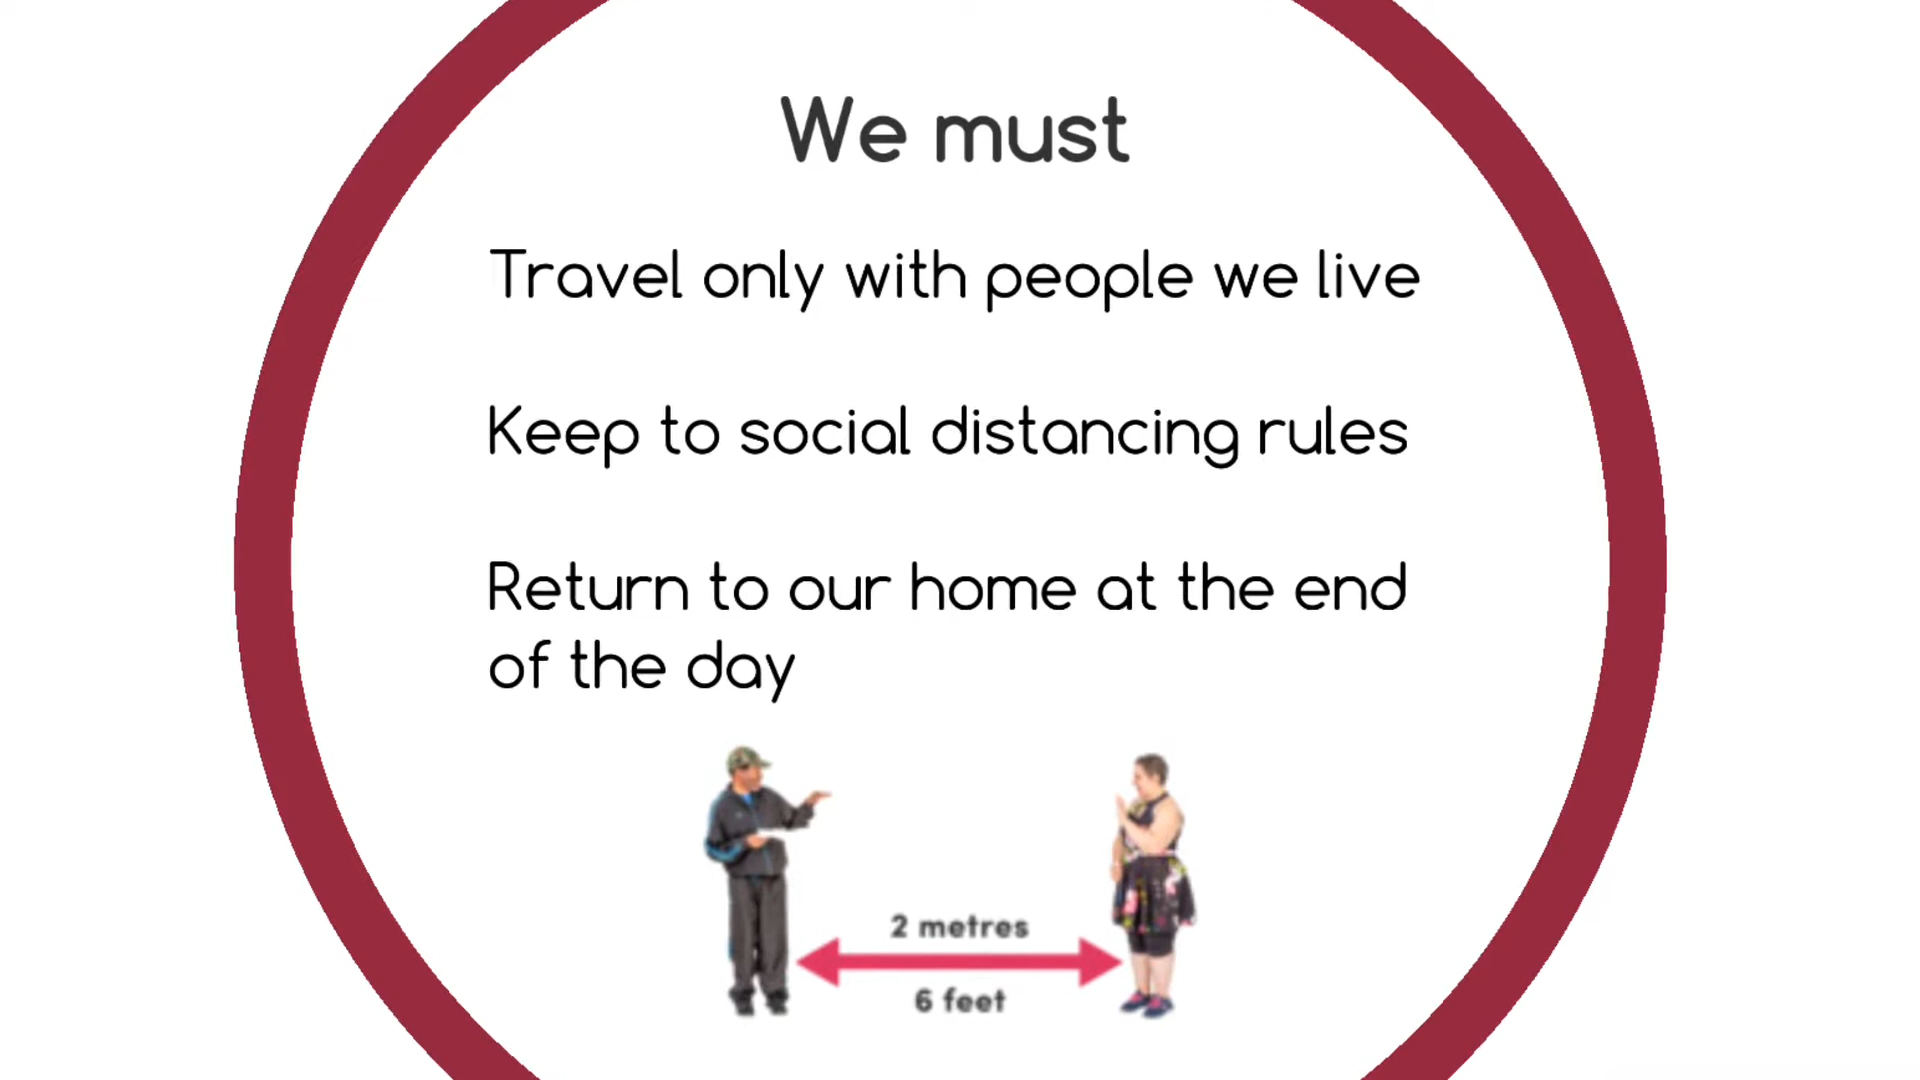 We must
Travel only with people we live
Keep to social distancing rules
Return to our home at the end
of the day
2 metres
6 feet